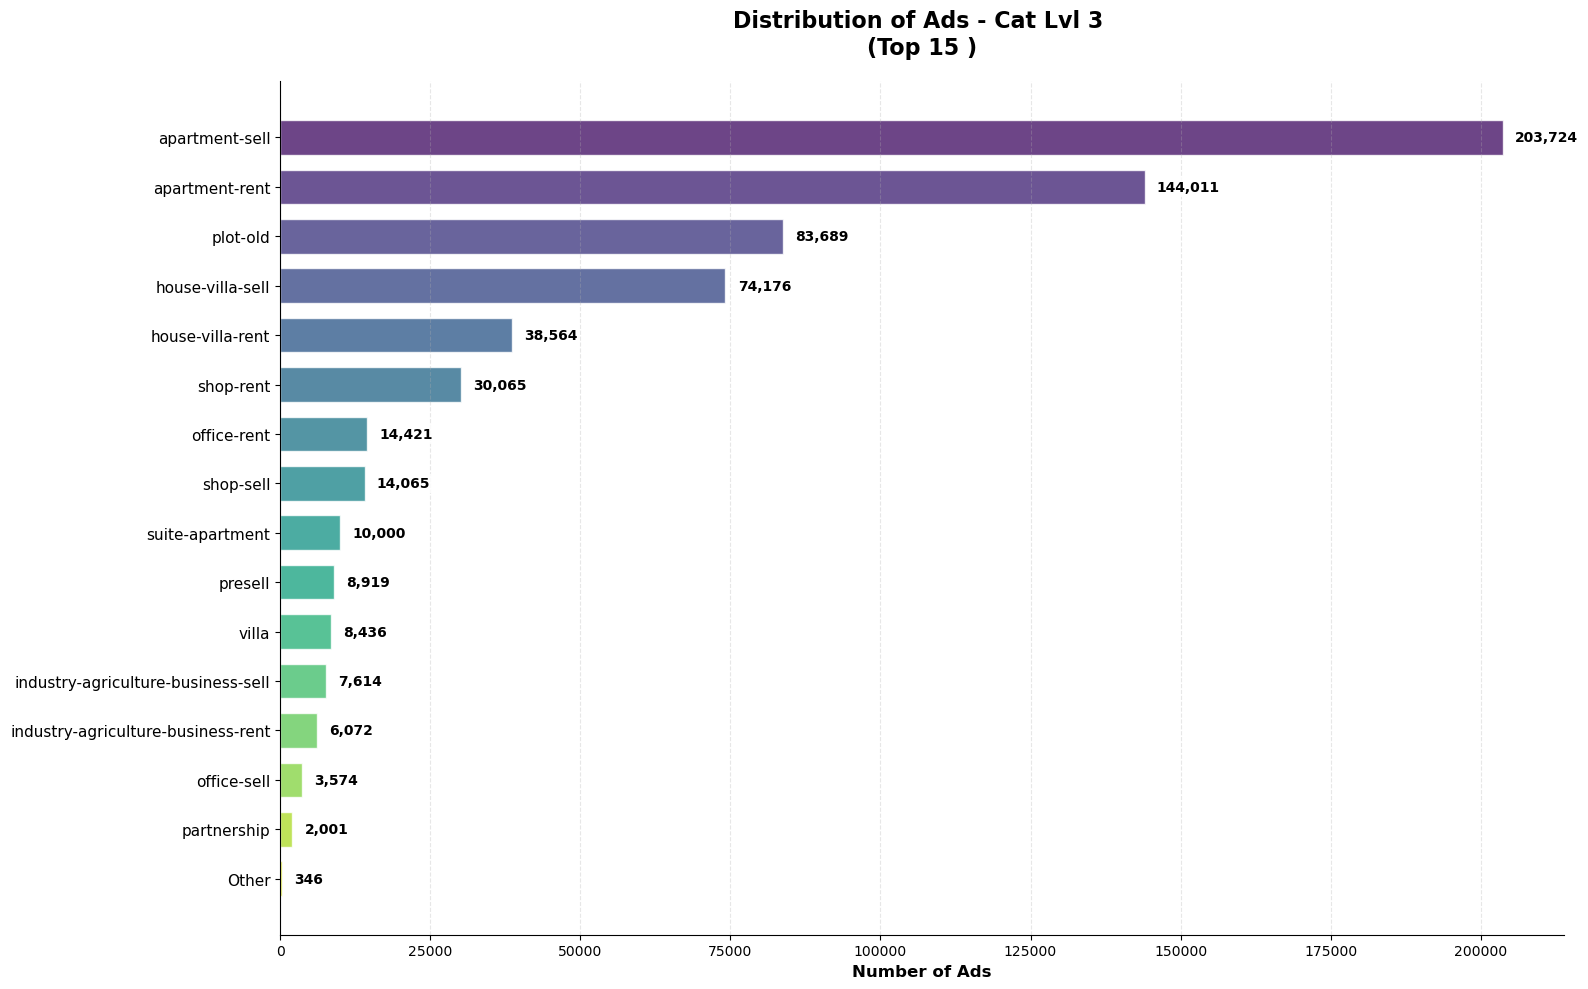 Distribution of Ads - Cat Lvl 3
(Top 15 )
apartment-sell 203,724
apartment-rent 144,011
plot-old 83,689
house-villa-sell 74,176
house-villa-rent 38,564
shop-rent 30,065
office-rent 14,421
shop-sell 14,065
suite-apartment 10,000
presell 8,919
villa 8,436
industry-agriculture-business-sell 7,614
industry-agriculture-business-rent 6,072
office-sell 3,574
partnership 2,001
Other 346
0 25000 50000 75000 100000 125000 150000 175000 200000
Number of Ads